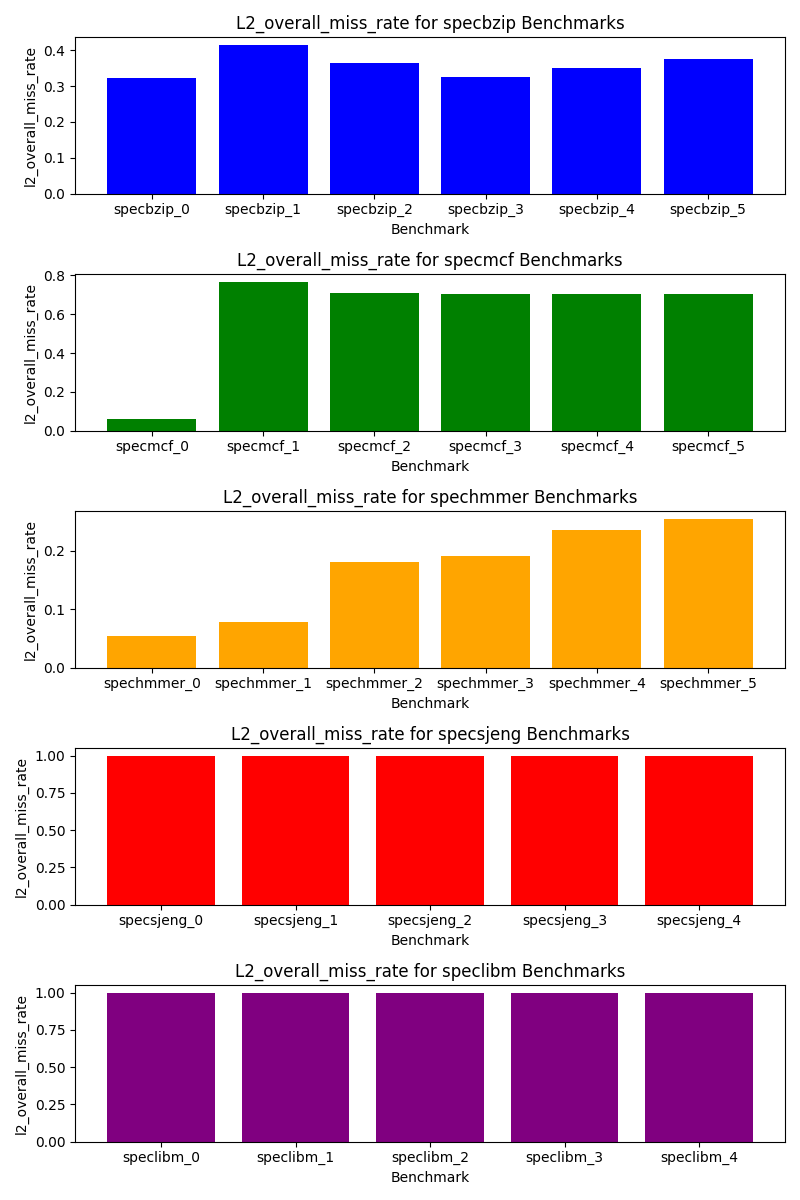 L2_overall_miss_rate for specbzip Benchmarks
l2_overall_miss_rate
0.4
0.3
0.2
0.1
0.0
specbzip_0 specbzip_1 specbzip_2 specbzip_3 specbzip_4 specbzip_5
Benchmark
L2_overall_miss_rate for specmcf Benchmarks
l2_overall_miss_rate
0.8
0.6
0.4
0.2
0.0
specmcf_0 specmcf_1 specmcf_2 specmcf_3 specmcf_4 specmcf_5
Benchmark
L2_overall_miss_rate for spechmmer Benchmarks
l2_overall_miss_rate
0.2
0.1
0.0
spechmmer_0 spechmmer_1 spechmmer_2 spechmmer_3 spechmmer_4 spechmmer_5
Benchmark
L2_overall_miss_rate for specsjeng Benchmarks
l2_overall_miss_rate
1.00
0.75
0.50
0.25
0.00
specsjeng_0 specsjeng_1 specsjeng_2 specsjeng_3 specsjeng_4
Benchmark
L2_overall_miss_rate for speclibm Benchmarks
l2_overall_miss_rate
1.00
0.75
0.50
0.25
0.00
speclibm_0 speclibm_1 speclibm_2 speclibm_3 speclibm_4
Benchmark